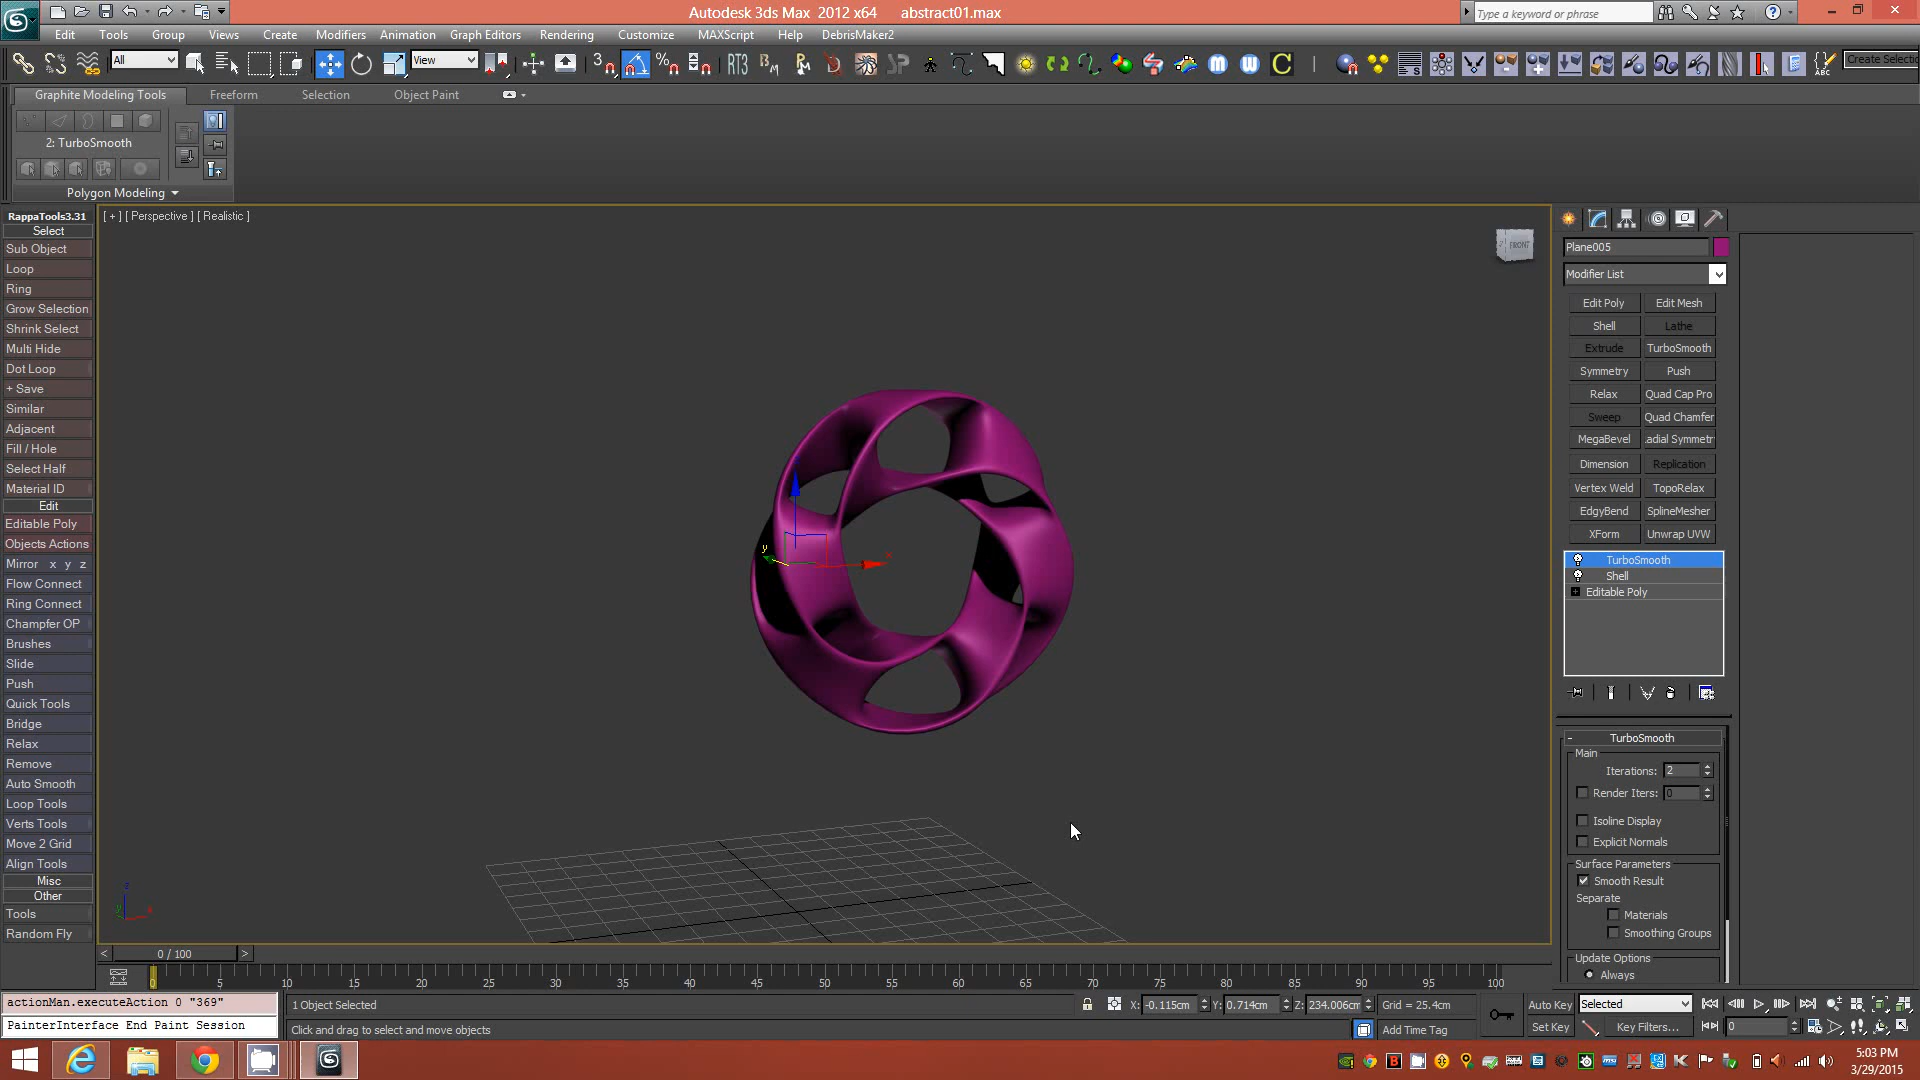 Autodesk 3ds Max 2012 x64 abstract01.max
Type a keyword or phrase
Edit Tools Group Views Create Modifiers Animation Graph Editors Rendering Customize MAXScript Help DebrisMaker2
All
View
3
RT3
C
ABC
Create Selectio
Graphite Modeling Tools Freeform Selection Object Paint
2: TurboSmooth
Polygon Modeling
RappaTools3.31
Select
Sub Object
Loop
Ring
Grow Selection
Shrink Select
Multi Hide
Dot Loop
+ Save
Similar
Adjacent
Fill / Hole
Select Half
Material ID
Edit
Editable Poly
Objects Actions
Mirror x y z
Flow Connect
Ring Connect
Champfer OP
Brushes
Slide
Push
Quick Tools
Bridge
Relax
Remove
Auto Smooth
Loop Tools
Verts Tools
Move 2 Grid
Align Tools
Misc
Other
Tools
Random Fly
[ + ] [ Perspective ] [ Realistic ]
FRONT
y
x
z
y
x
Plane005
Modifier List
Edit Poly Edit Mesh
Shell Lathe
Extrude TurboSmooth
Symmetry Push
Relax Quad Cap Pro
Sweep Quad Chamfer
MegaBevel adial Symmetr
Dimension Replication
Vertex Weld TopoRelax
EdgyBend SplineMesher
XForm Unwrap UVW
TurboSmooth
Shell
Editable Poly
- TurboSmooth
Main
Iterations: 2
Render Iters: 0
Isoline Display
Explicit Normals
Surface Parameters
Smooth Result
Separate
Materials
Smoothing Groups
Update Options
Always
< 0 / 100 >
0 5 10 15 20 25 30 35 40 45 50 55 60 65 70 75 80 85 90 95 100
actionMan.executeAction 0 "369"
PainterInterface End Paint Session
1 Object Selected
Click and drag to select and move objects
X: -0.115cm Y: 0.714cm Z: 234.006cm Grid = 25.4cm
Add Time Tag
Auto Key Selected
Set Key Key Filters...
0
5:03 PM
3/29/2015